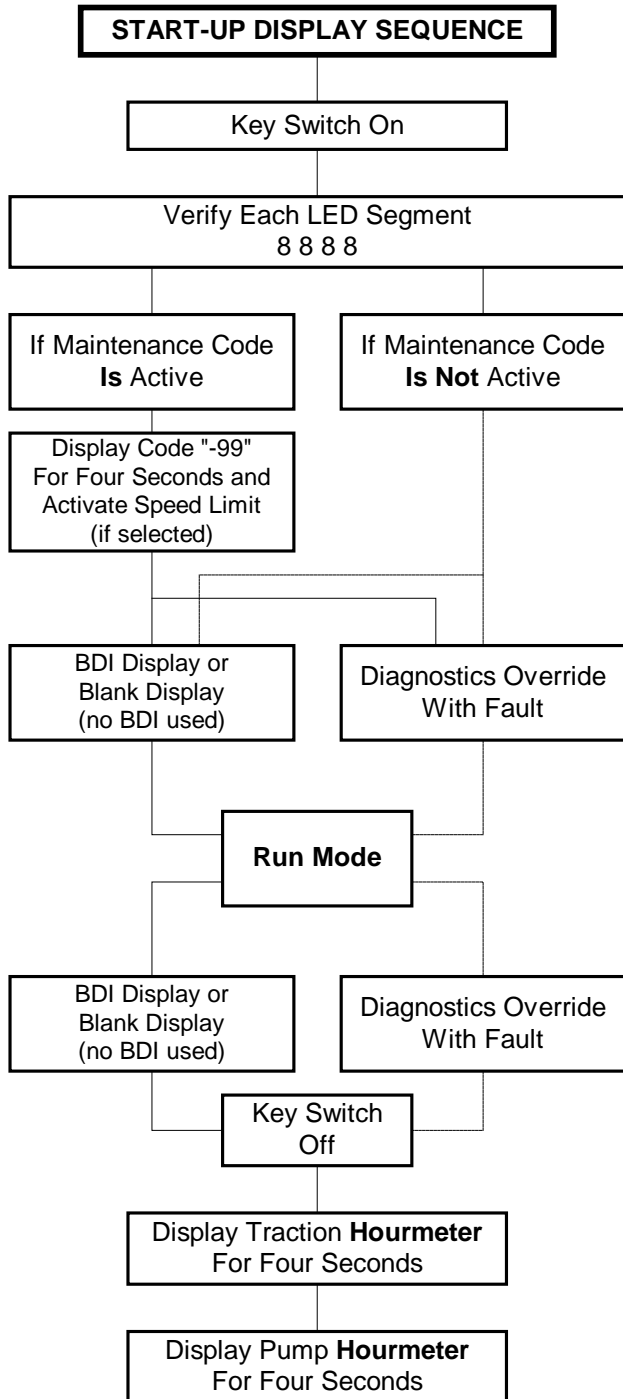 START-UP DISPLAY SEQUENCE
Key Switch On
Verify Each LED Segment
8 8 8 8
If Maintenance Code
Is Active
If Maintenance Code
Is Not Active
Display Code "-99"
For Four Seconds and
Activate Speed Limit
(if selected)
BDI Display or
Blank Display
(no BDI used)
Diagnostics Override
With Fault
Run Mode
BDI Display or
Blank Display
(no BDI used)
Diagnostics Override
With Fault
Key Switch
Off
Display Traction Hourmeter
For Four Seconds
Display Pump Hourmeter
For Four Seconds